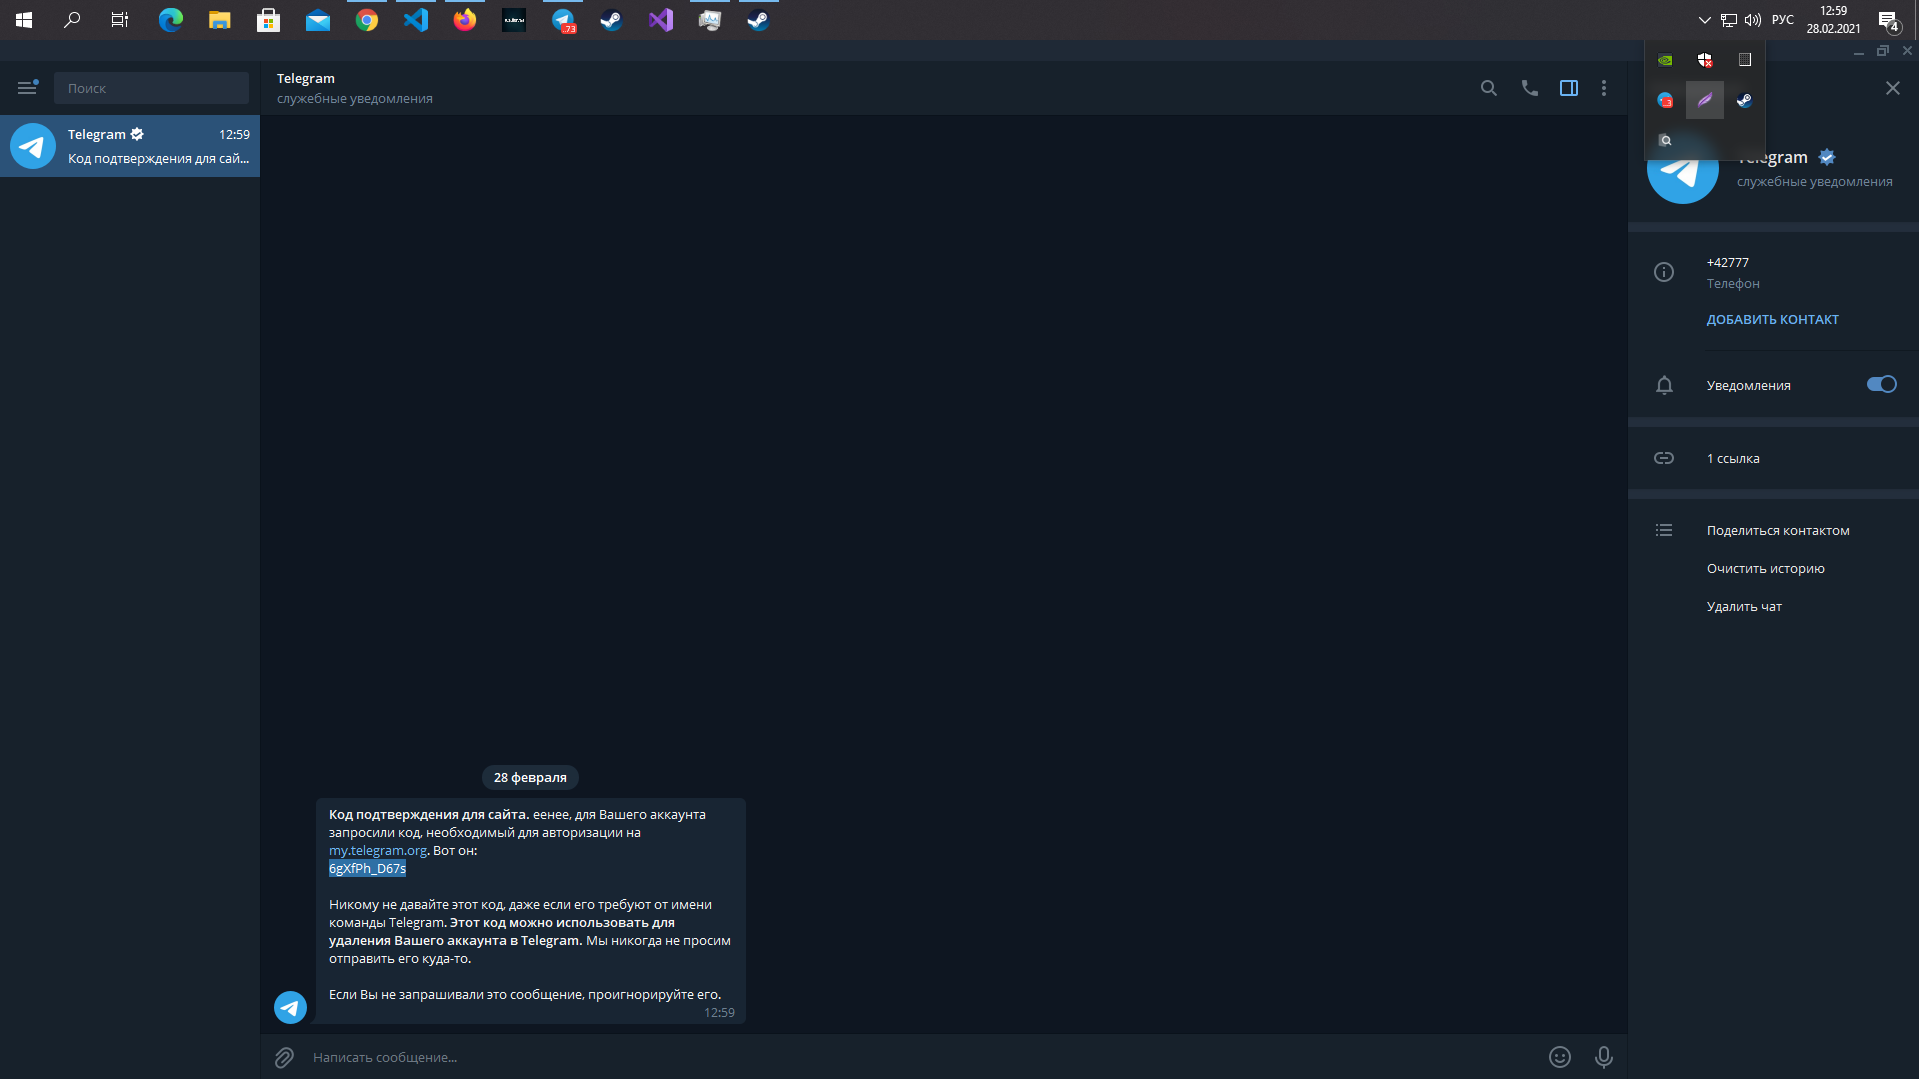 РУС
12:59
28.02.2021
4
73
3
Поиск
Telegram
12:59
Код подтверждения для сай...
Telegram
служебные уведомления
Telegram
служебные уведомления
+42777
Телефон
ДОБАВИТЬ КОНТАКТ
Уведомления
1 ссылка
Поделиться контактом
Очистить историю
Удалить чат
28 февраля
Код подтверждения для сайта. еенее, для Вашего аккаунта
запросили код, необходимый для авторизации на
my.telegram.org. Вот он:
6gXfPh_D67s
Никому не давайте этот код, даже если его требуют от имени
команды Telegram. Этот код можно использовать для
удаления Вашего аккаунта в Telegram. Мы никогда не просим
отправить его куда-то.
Если Вы не запрашивали это сообщение, проигнорируйте его.
12:59
Написать сообщение...